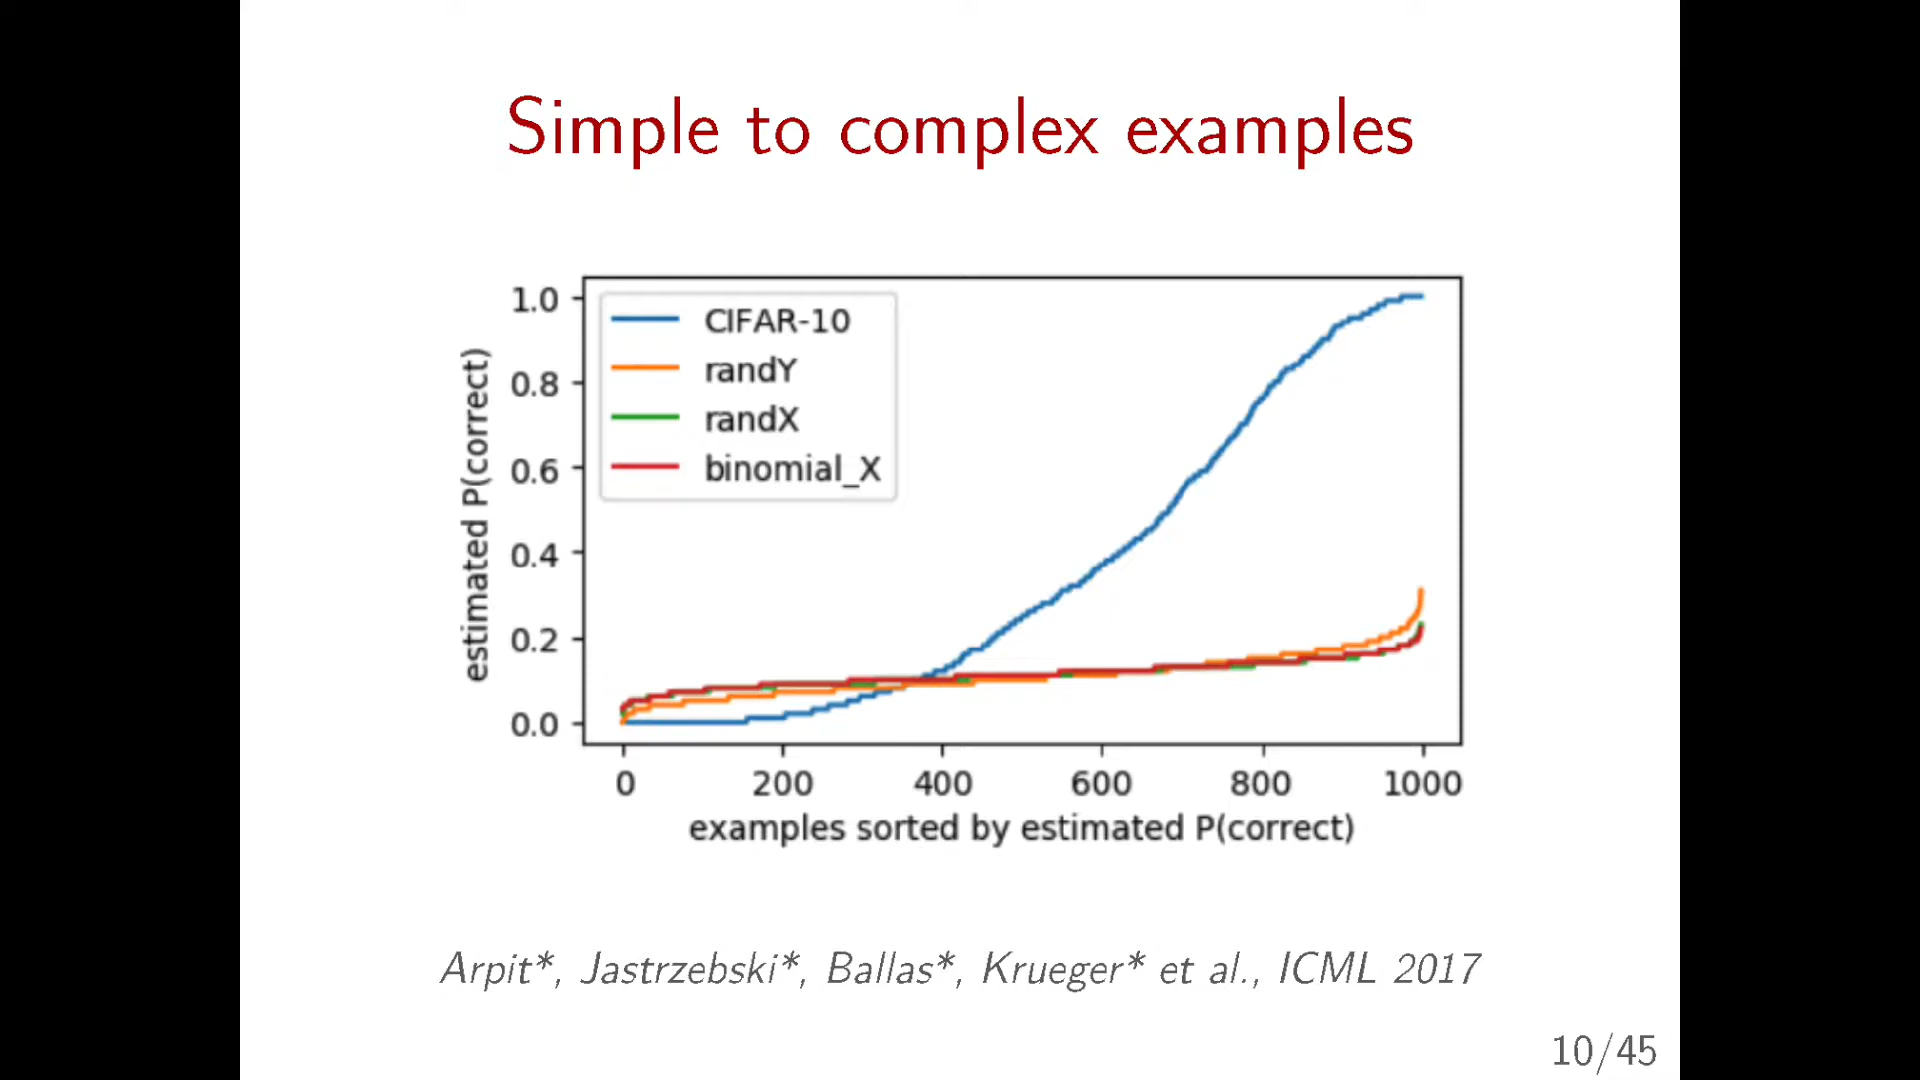 Simple to complex examples
1.0
0.8
0.6
0.4
0.2
0.0
estimated P(correct)
CIFAR-10
randY
randX
binomial_X
0 200 400 600 800 1000
examples sorted by estimated P(correct)
Arpit*, Jastrzebski*, Ballas*, Krueger* et al., ICML 2017
10/45